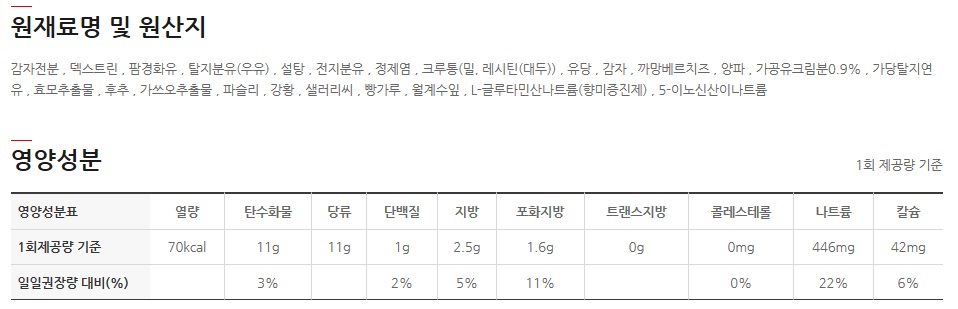 원재료명 및 원산지
감자전분 , 덱스트린 , 팜경화유 , 탈지분유(우유) , 설탕 , 전지분유 , 정제염 , 크루통(밀, 레시틴(대두)) , 유당 , 감자 , 까망베르치즈 , 양파 , 가공유크림분0.9% , 가당탈지연
유 , 효모추출물 , 후추 , 가쓰오추출물 , 파슬리 , 강황 , 샐러리씨 , 빵가루 , 월계수잎 , L-글루타민산나트륨(향미증진제) , 5-이노신산이나트륨
영양성분
1회 제공량 기준
영양성분표 열량 탄수화물 당류 단백질 지방 포화지방 트랜스지방 콜레스테롤 나트륨 칼슘
1회제공량 기준 70kcal 11g 11g 1g 2.5g 1.6g 0g 0mg 446mg 42mg
일일권장량 대비(%) 3% 2% 5% 11% 0% 22% 6%